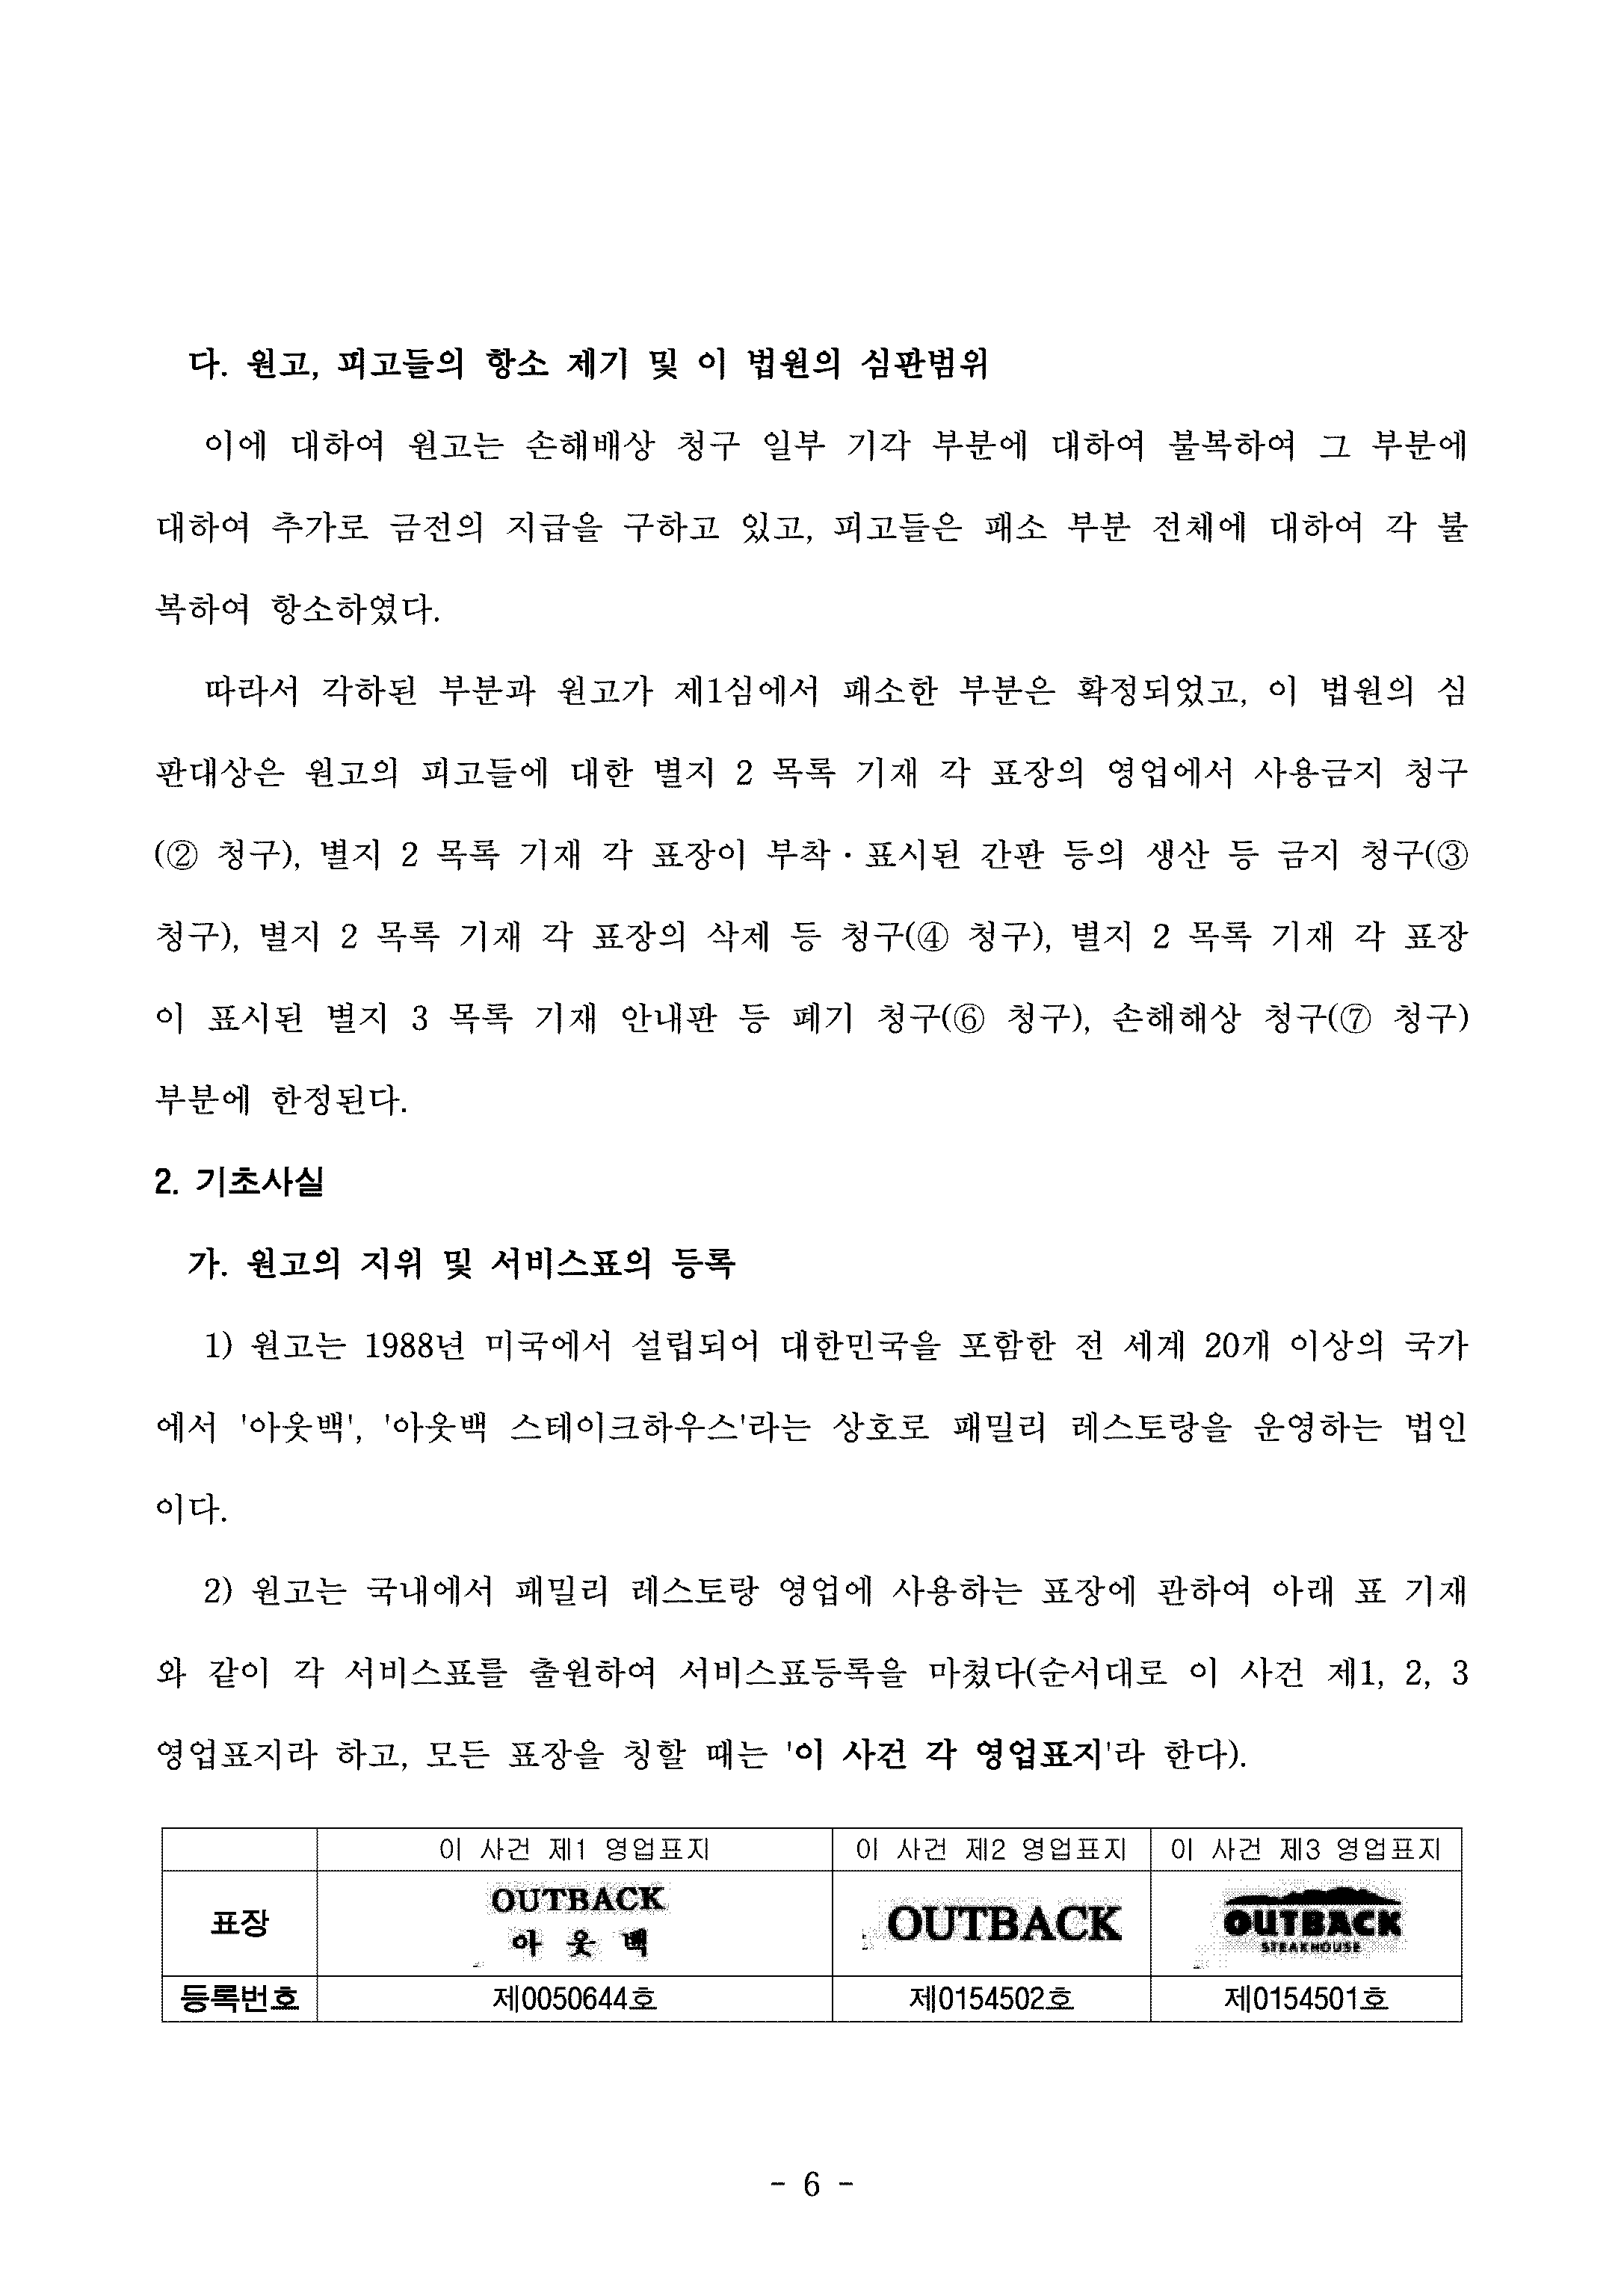 다. 원고, 피고들의 항소 제기 및 이 법원의 심판범위
이에 대하여 원고는 손해배상 청구 일부 기각 부분에 대하여 불복하여 그 부분에
대하여 추가로 금전의 지급을 구하고 있고, 피고들은 패소 부분 전체에 대하여 각 불
복하여 항소하였다.
따라서 각하된 부분과 원고가 제1심에서 패소한 부분은 확정되었고, 이 법원의 심
판대상은 원고의 피고들에 대한 별지 2 목록 기재 각 표장의 영업에서 사용금지 청구
(② 청구), 별지 2 목록 기재 각 표장이 부착·표시된 간판 등의 생산 등 금지 청구(③
청구), 별지 2 목록 기재 각 표장의 삭제 등 청구(④ 청구), 별지 2 목록 기재 각 표장
이 표시된 별지 3 목록 기재 안내판 등 폐기 청구(⑥ 청구), 손해해상 청구(⑦ 청구)
부분에 한정된다.
2. 기초사실
가. 원고의 지위 및 서비스표의 등록
1) 원고는 1988년 미국에서 설립되어 대한민국을 포함한 전 세계 20개 이상의 국가
에서 '아웃백', '아웃백 스테이크하우스'라는 상호로 패밀리 레스토랑을 운영하는 법인
이다.
2) 원고는 국내에서 패밀리 레스토랑 영업에 사용하는 표장에 관하여 아래 표 기재
와 같이 각 서비스표를 출원하여 서비스표등록을 마쳤다(순서대로 이 사건 제1, 2, 3
영업표지라 하고, 모든 표장을 칭할 때는 '이 사건 각 영업표지'라 한다).
이 사건 제1 영업표지 이 사건 제2 영업표지 이 사건 제3 영업표지
표장 OUTBACK 아웃백 OUTBACK OUTBACK STEAKHOUSE
등록번호 제0050644호 제0154502호 제0154501호
- 6 -